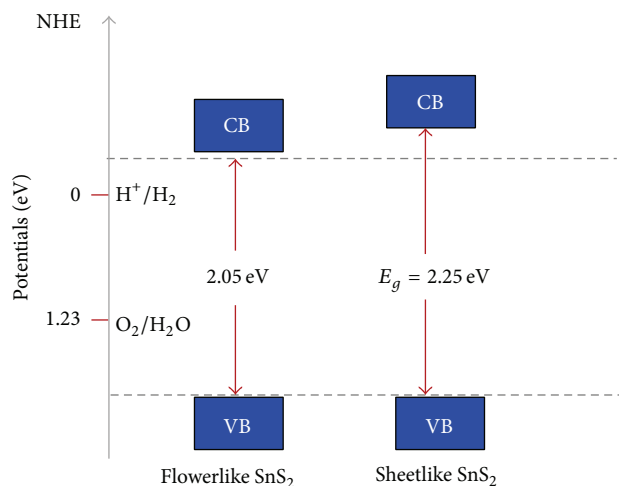 NHE
CB
CB
Potentials (eV)
0
H⁺/H₂
2.05 eV
E_g = 2.25 eV
1.23
O₂/H₂O
VB
VB
Flowerlike SnS₂
Sheetlike SnS₂